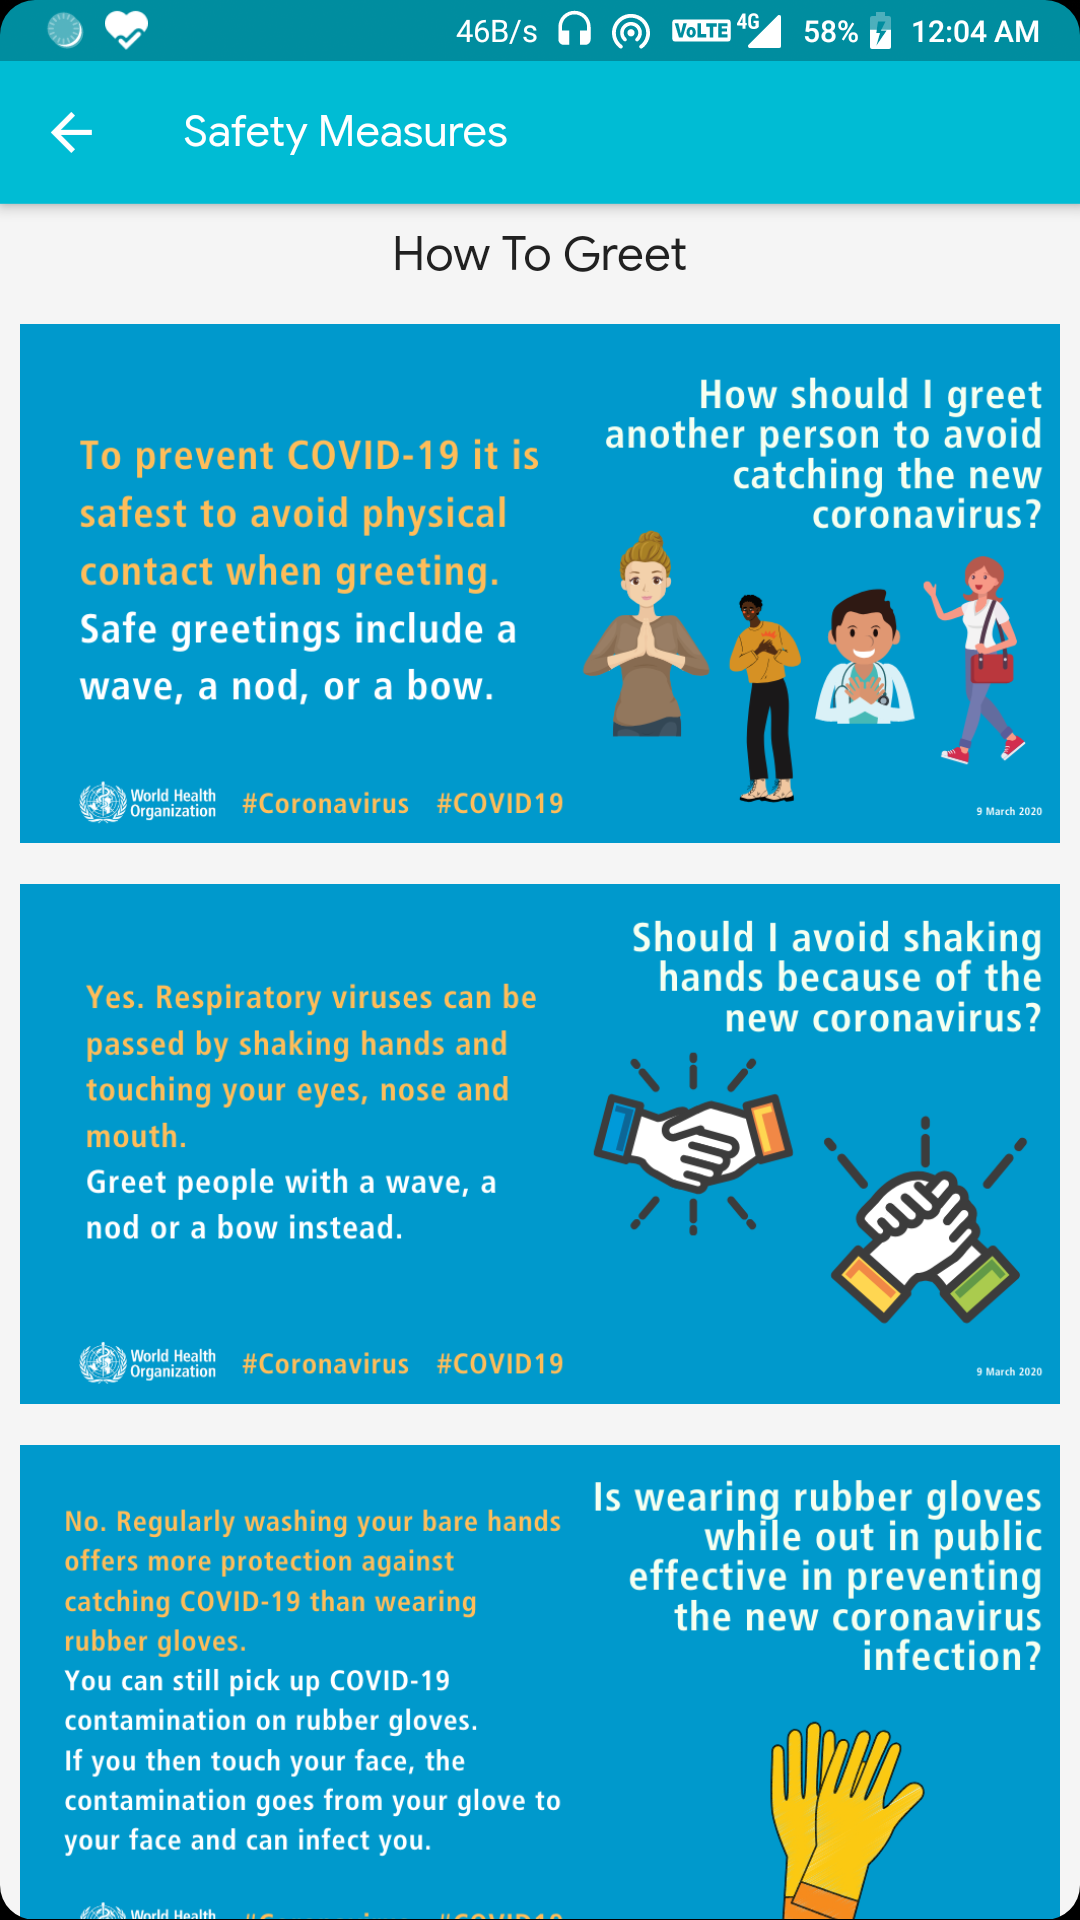 46B/s VoLTE 4G 58% 12:04 AM
Safety Measures
How To Greet
How should I greet
another person to avoid
catching the new
coronavirus?
To prevent COVID-19 it is
safest to avoid physical
contact when greeting.
Safe greetings include a
wave, a nod, or a bow.
World Health
Organization
#Coronavirus #COVID19
9 March 2020
Should I avoid shaking
hands because of the
new coronavirus?
Yes. Respiratory viruses can be
passed by shaking hands and
touching your eyes, nose and
mouth.
Greet people with a wave, a
nod or a bow instead.
World Health
Organization
#Coronavirus #COVID19
9 March 2020
Is wearing rubber gloves
while out in public
effective in preventing
the new coronavirus
infection?
No. Regularly washing your bare hands
offers more protection against
catching COVID-19 than wearing
rubber gloves.
You can still pick up COVID-19
contamination on rubber gloves.
If you then touch your face, the
contamination goes from your glove to
your face and can infect you.
World Health
#Coronavirus #COVID19